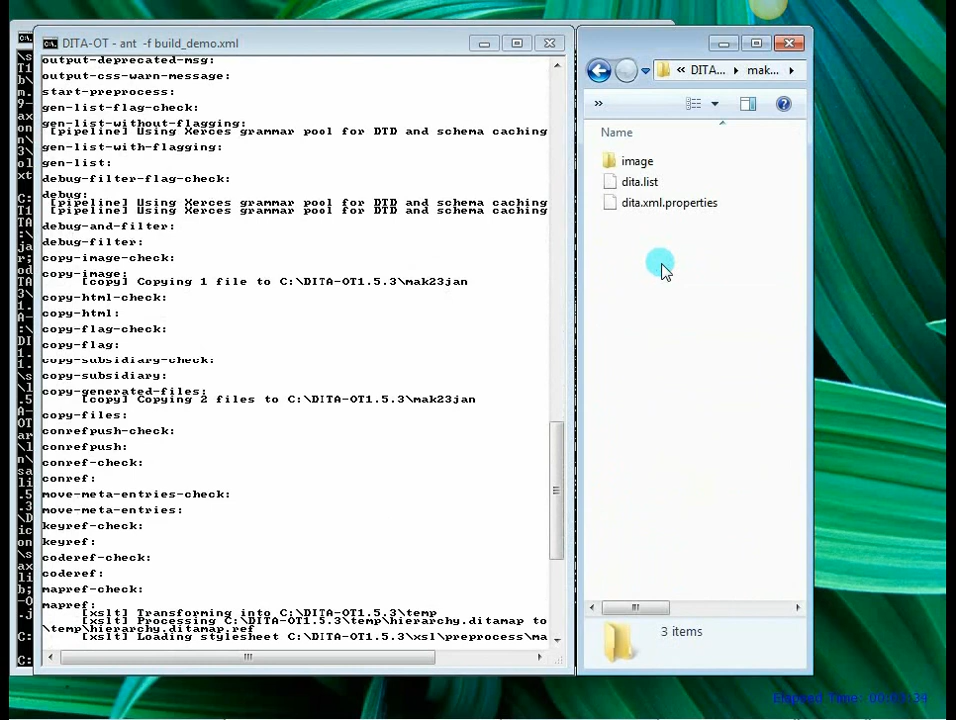 DITA-OT - ant  -f build_demo.xml
output-deprecated-msg:
output-css-warn-message:
start-preprocess:
gen-list-flag-check:
gen-list-without-flagging:
[pipeline] Using Xerces grammar pool for DTD and schema caching
gen-list-with-flagging:
gen-list:
debug-filter-flag-check:
debug:
[pipeline] Using Xerces grammar pool for DTD and schema caching
[pipeline] Using Xerces grammar pool for DTD and schema caching
debug-and-filter:
debug-filter:
copy-image-check:
copy-image:
[copy] Copying 1 file to C:\DITA-OT1.5.3\mak23jan
copy-html-check:
copy-html:
copy-flag-check:
copy-flag:
copy-subsidiary-check:
copy-subsidiary:
copy-generated-files:
[copy] Copying 2 files to C:\DITA-OT1.5.3\mak23jan
copy-files:
conrefpush-check:
conrefpush:
conref-check:
conref:
move-meta-entries-check:
move-meta-entries:
keyref-check:
keyref:
coderef-check:
coderef:
mapref-check:
mapref:
[xslt] Transforming into C:\DITA-OT1.5.3\temp
[xslt] Processing C:\DITA-OT1.5.3\temp\hierarchy.ditamap to
\temp\hierarchy.ditamap.ref
[xslt] Loading stylesheet C:\DITA-OT1.5.3\xsl\preprocess\ma
« DITA... ▸ mak... ▸
»
Name
image
dita.list
dita.xml.properties
3 items